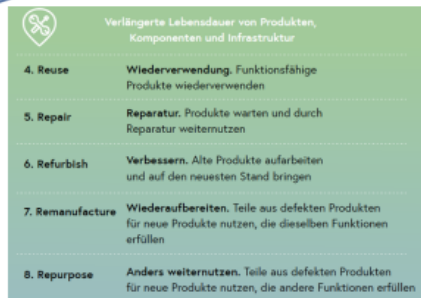 Verlängerte Lebensdauer von Produkten,
Komponenten und Infrastruktur
4. Reuse Wiederverwendung. Funktionsfähige
Produkte wiederverwenden
5. Repair Reparatur. Produkte warten und durch
Reparatur weiternutzen
6. Refurbish Verbessern. Alte Produkte aufarbeiten
und auf den neuesten Stand bringen
7. Remanufacture Wiederaufbereiten. Teile aus defekten Produkten
für neue Produkte nutzen, die dieselben Funktionen
erfüllen
8. Repurpose Anders weiternutzen. Teile aus defekten Produkten
für neue Produkte nutzen, die andere Funktionen erfüllen